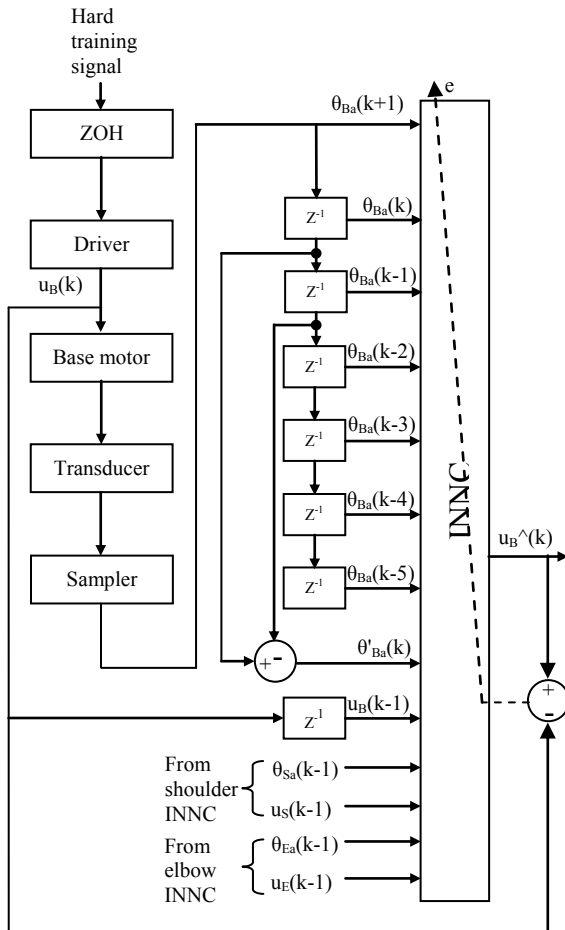 Hard
training
signal
ZOH
Driver
u_B(k)
Base motor
Transducer
Sampler
θ_Ba(k+1)
e
Z⁻¹
θ_Ba(k)
Z⁻¹
θ_Ba(k-1)
Z⁻¹
θ_Ba(k-2)
Z⁻¹
θ_Ba(k-3)
Z⁻¹
θ_Ba(k-4)
Z⁻¹
θ_Ba(k-5)
+ -
θ'_Ba(k)
Z⁻¹
u_B(k-1)
From
shoulder
INNC
θ_Sa(k-1)
u_S(k-1)
From
elbow
INNC
θ_Ea(k-1)
u_E(k-1)
INNC
u_B^(k)
+
-